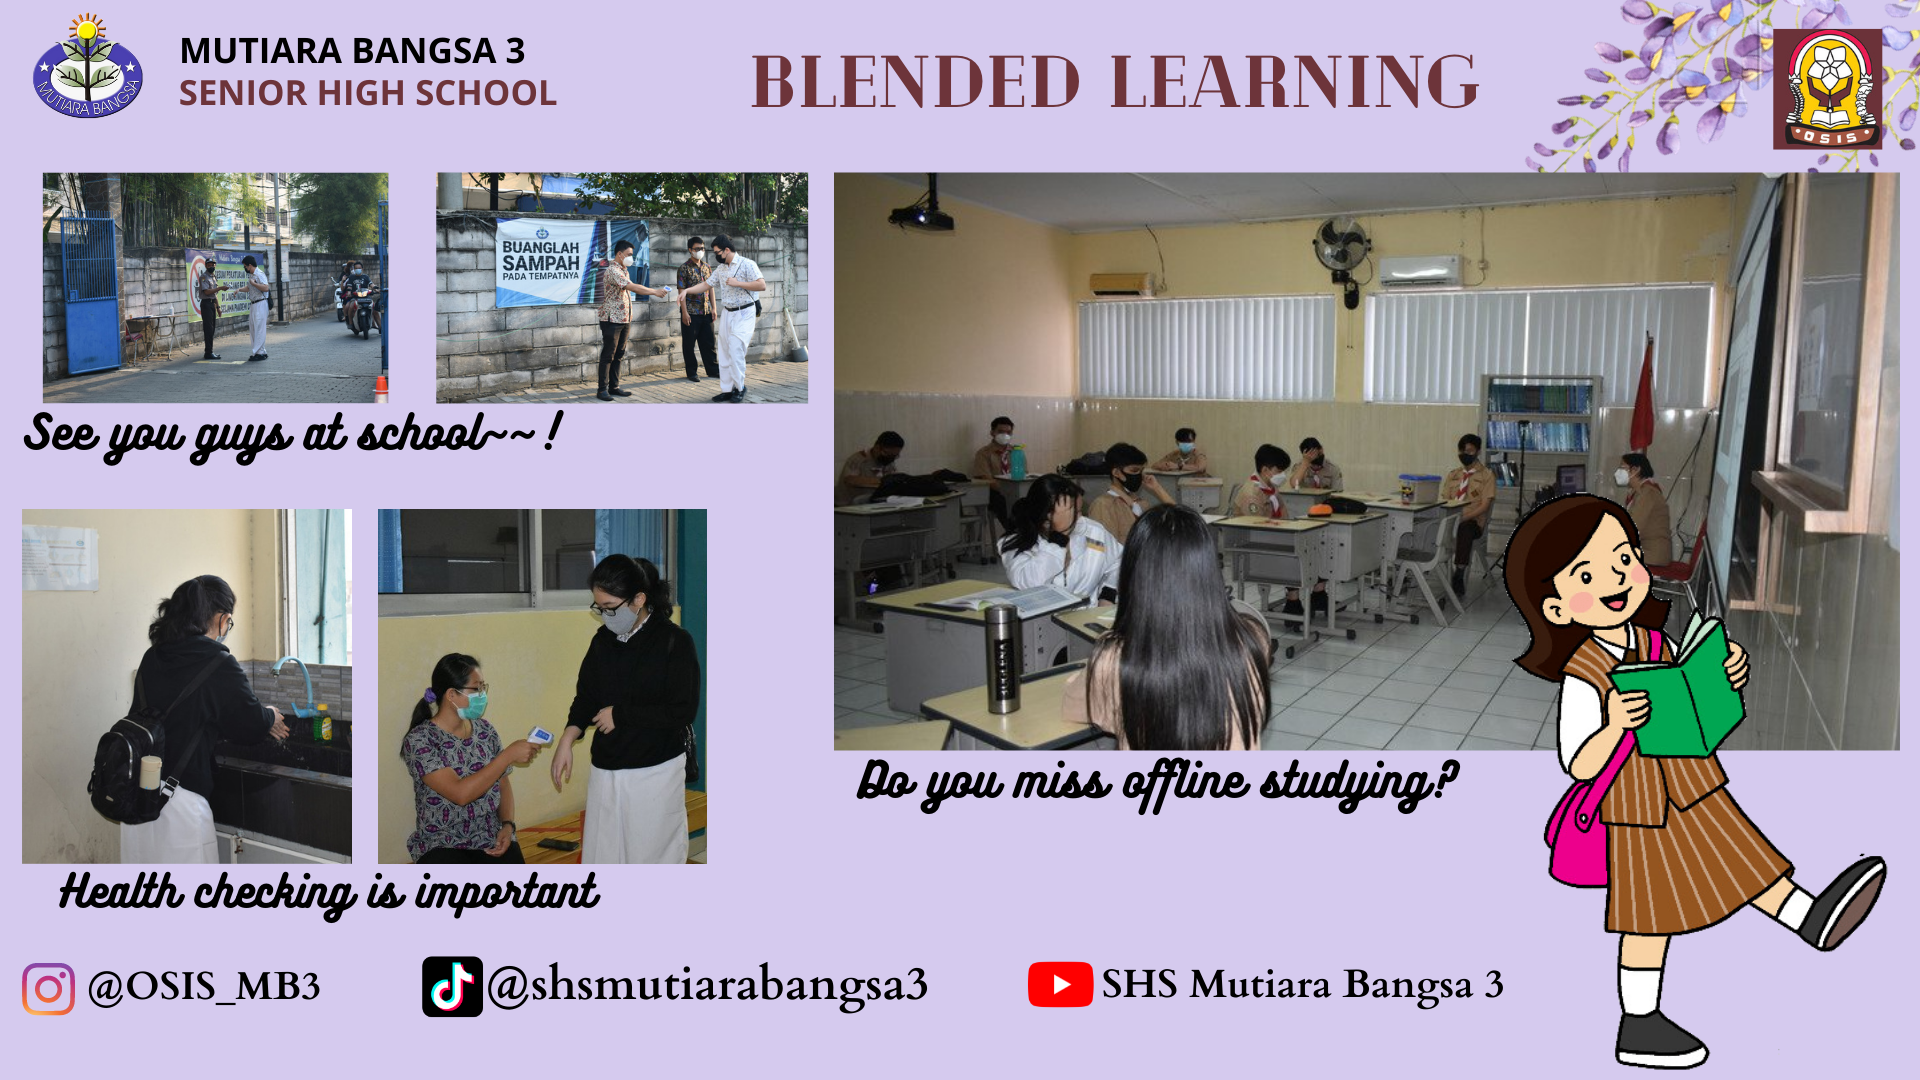 MUTIARA BANGSA
MUTIARA BANGSA 3
SENIOR HIGH SCHOOL
BLENDED LEARNING
OSIS
BUANGLAH
SAMPAH
PADA TEMPATNYA
See you guys at school~~!
Do you miss offline studying?
Health checking is important
@OSIS_MB3
@shsmutiarabangsa3
SHS Mutiara Bangsa 3